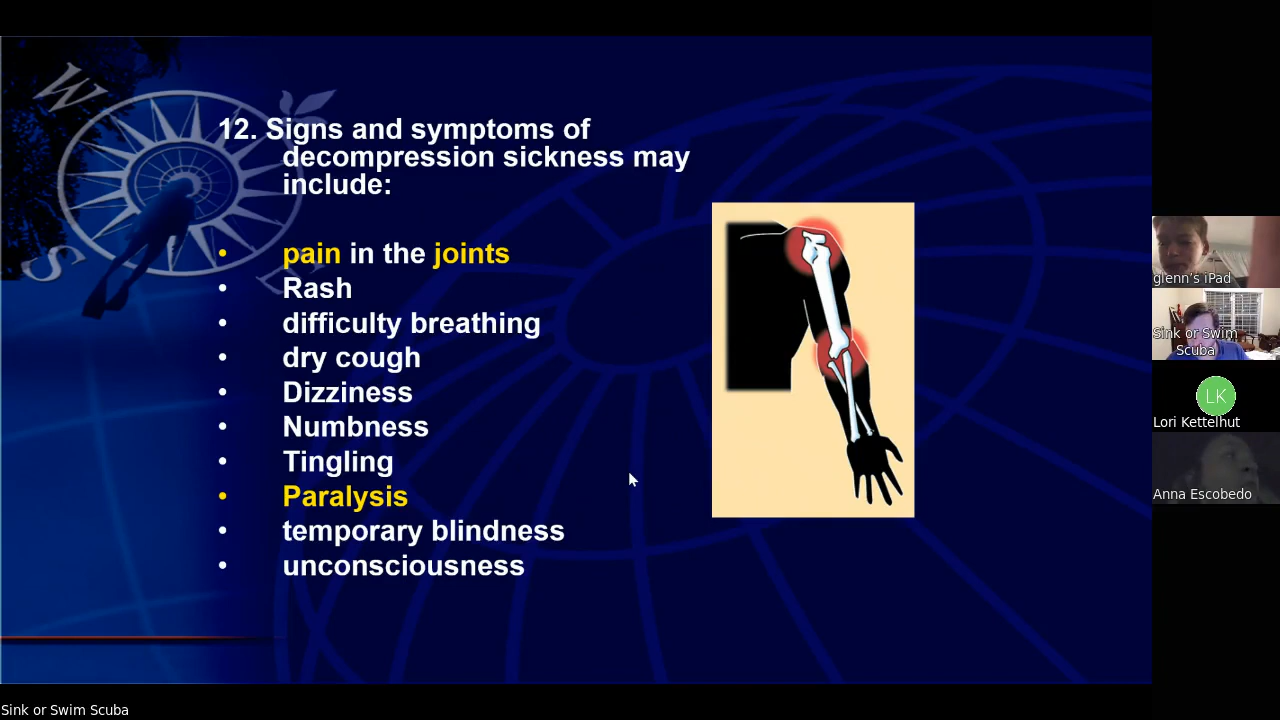 W
S
E
12. Signs and symptoms of
decompression sickness may
include:
• pain in the joints
• Rash
• difficulty breathing
• dry cough
• Dizziness
• Numbness
• Tingling
• Paralysis
• temporary blindness
• unconsciousness
glenn's iPad
Sink or Swim
Scuba
LK
Lori Kettelhut
Anna Escobedo
Sink or Swim Scuba